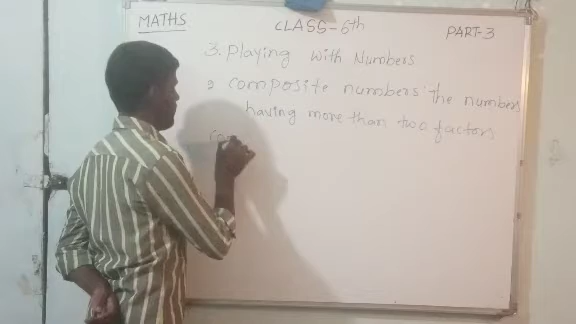 MATHS CLASS-6th PART-3
3. Playing With Numbers
composite numbers: the numbers
having more than two factors